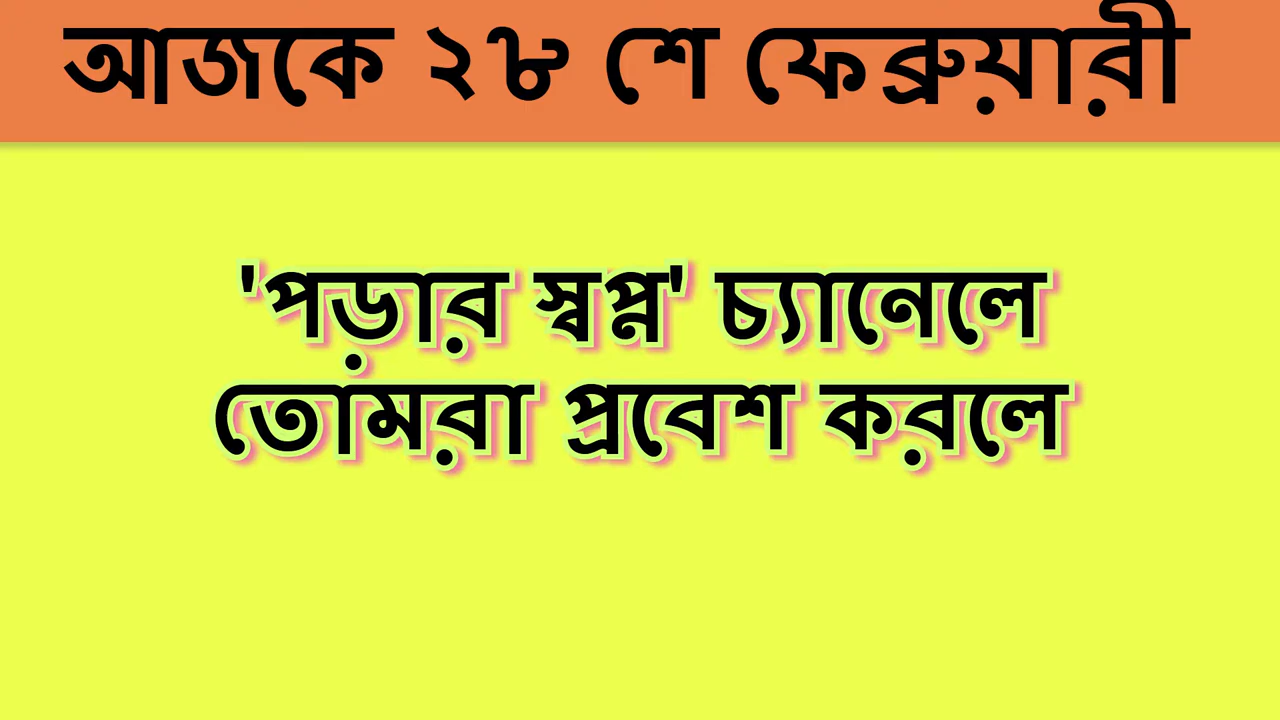 আজকে ২৮ শে ফেব্রুয়ারী
'পড়ার স্বপ্ন' চ্যানেলে
তোমরা প্রবেশ করলে